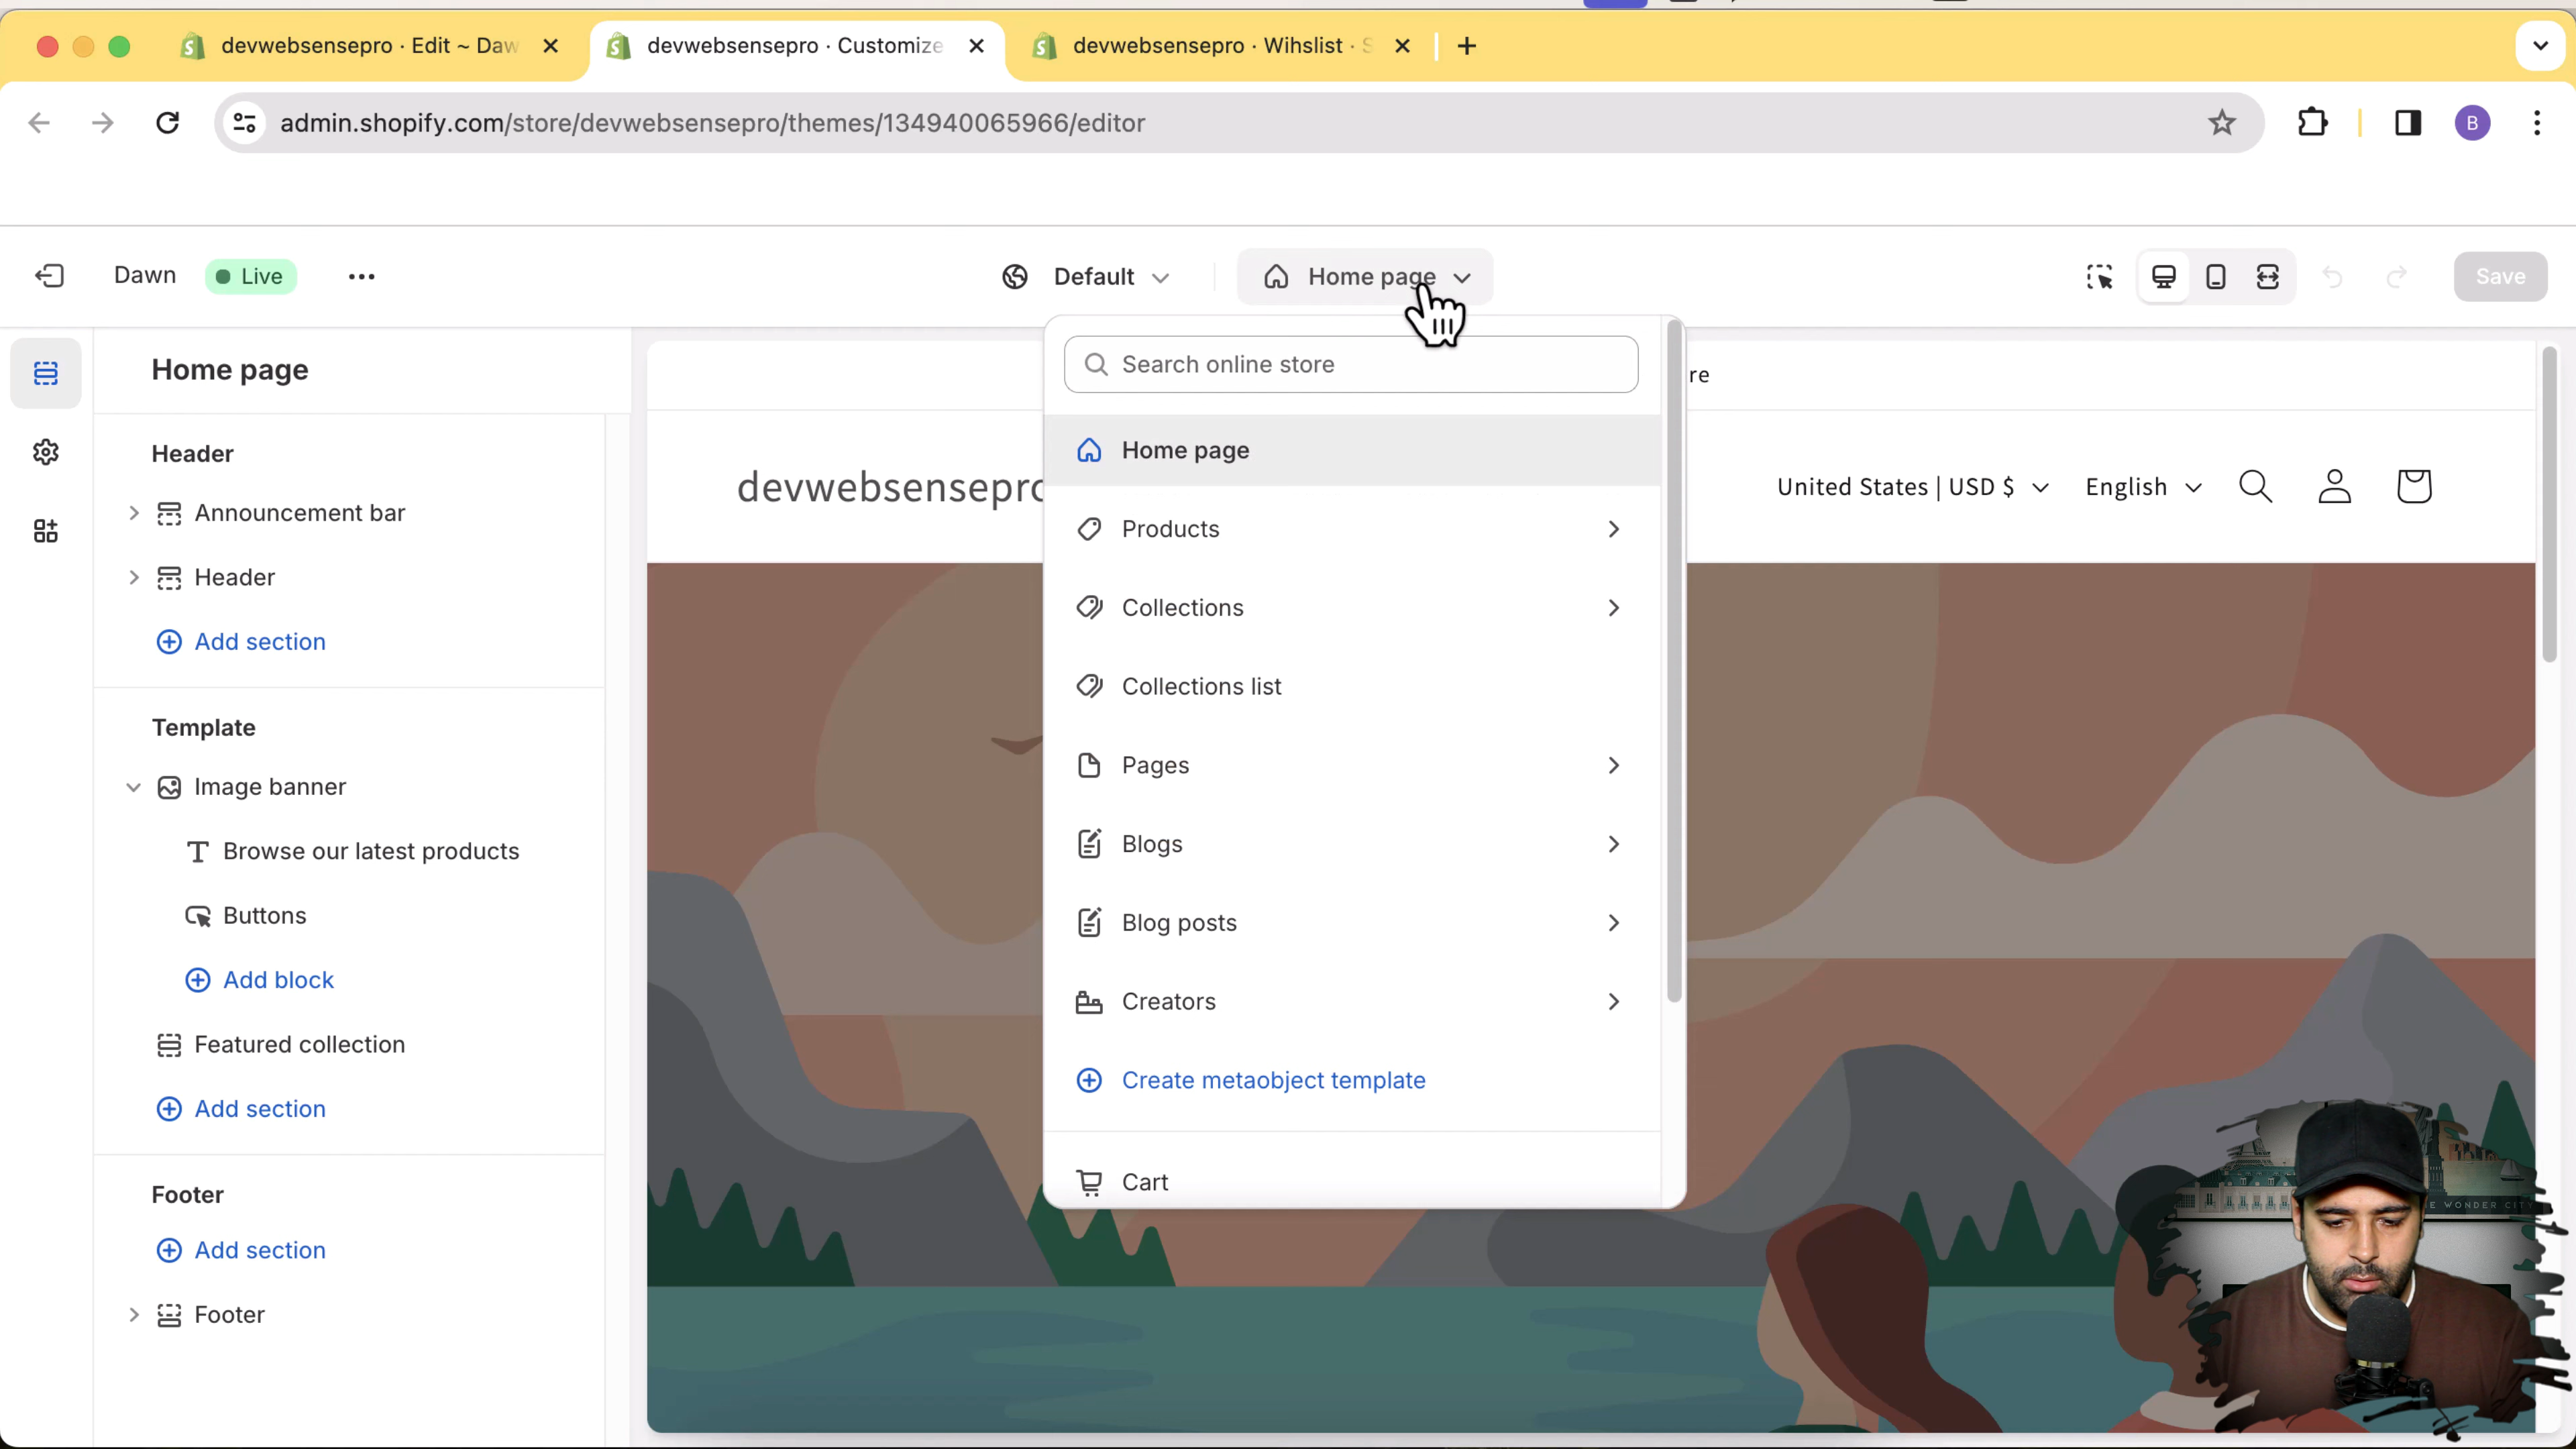 devwebsensepro · Edit ~ Daw
devwebsensepro · Customize
devwebsensepro · Wihslist · S
admin.shopify.com/store/devwebsensepro/themes/134940065966/editor
B
Dawn
Live
Default
Home page
Save
Home page
Header
Announcement bar
Header
Add section
Template
Image banner
Browse our latest products
Buttons
Add block
Featured collection
Add section
Footer
Add section
Footer
Search online store
Home page
Products
Collections
Collections list
Pages
Blogs
Blog posts
Creators
Create metaobject template
Cart
re
devwebsensepro
United States | USD $
English
E WONDER CITY